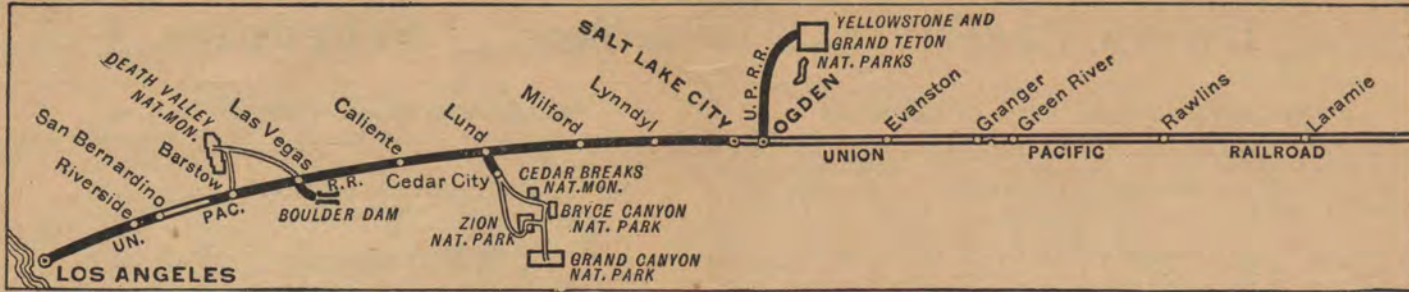 YELLOWSTONE AND
GRAND TETON
NAT. PARKS
SALT LAKE CITY
U.P.R.R.
OGDEN
Evanston
Granger
Green River
Rawlins
Laramie
UNION PACIFIC RAILROAD
DEATH VALLEY
NAT. MON.
Las Vegas
Caliente
Lund
Milford
Lynndyl
San Bernardino
Riverside
Barstow
UN. PAC. R.R.
BOULDER DAM
Cedar City
CEDAR BREAKS
NAT. MON.
BRYCE CANYON
NAT. PARK
ZION
NAT. PARK
GRAND CANYON
NAT. PARK
LOS ANGELES